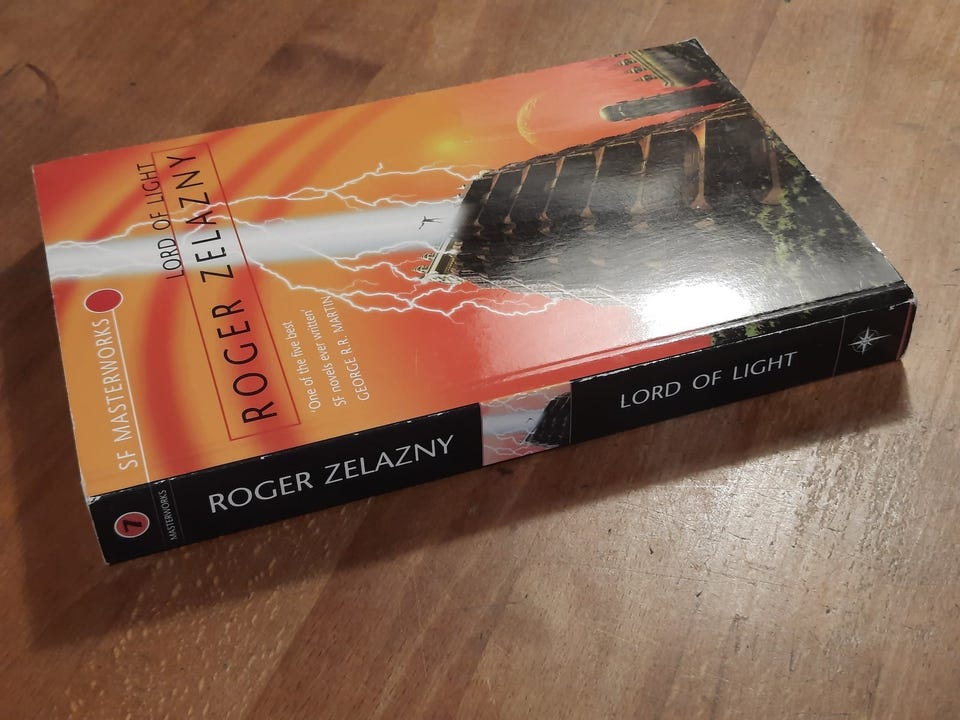 SF MASTERWORKS
LORD OF LIGHT
ROGER ZELAZNY
'One of the five best
SF novels ever written'
GEORGE R.R. MARTIN
7
MASTERWORKS
ROGER ZELAZNY
LORD OF LIGHT